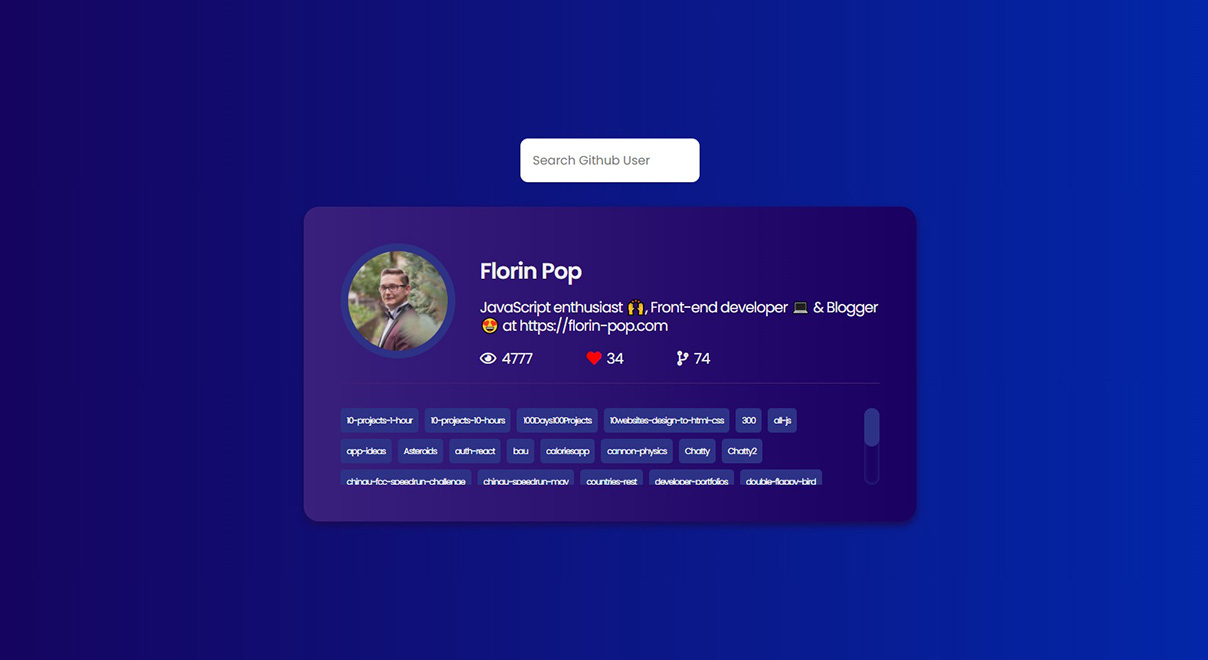 Search Github User
Florin Pop
JavaScript enthusiast 🙌, Front-end developer 💻 & Blogger
🤩 at https://florin-pop.com
4777 34 74
10-projects-1-hour 10-projects-10-hours 100Days100Projects 10websites-design-to-html-css 300 all-js
app-ideas Asteroids auth-react bau caloriesapp cannon-physics Chatty Chatty2
chingu-fcc-speedrun-challenge chingu-speedrun-may countries-rest developer-portfolios double-flappy-bird